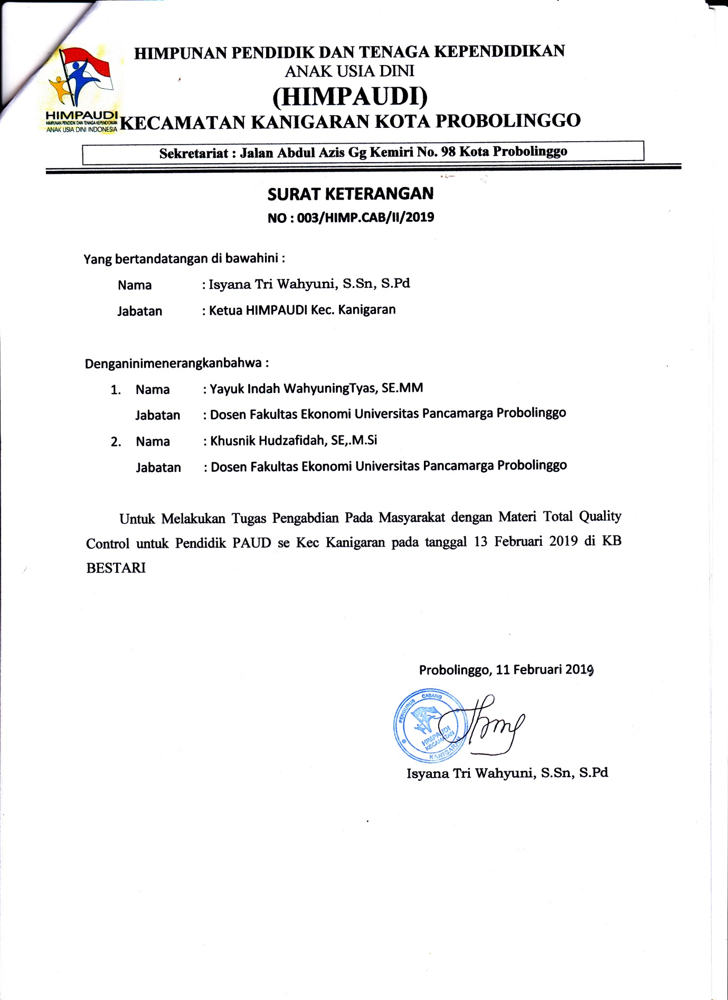 HIMPUNAN PENDIDIK DAN TENAGA KEPENDIDIKAN
ANAK USIA DINI
(HIMPAUDI)
KECAMATAN KANIGARAN KOTA PROBOLINGGO
HIMPAUDI
HIMPUNAN PENDIDIK DAN TENAGA KEPENDIDIKAN
ANAK USIA DINI INDONESIA
Sekretariat : Jalan Abdul Azis Gg Kemiri No. 98 Kota Probolinggo
SURAT KETERANGAN
NO : 003/HIMP.CAB/II/2019
Yang bertandatangan di bawahini :
Nama : Isyana Tri Wahyuni, S.Sn, S.Pd
Jabatan : Ketua HIMPAUDI Kec. Kanigaran
Denganinimenerangkanbahwa :
1. Nama : Yayuk Indah WahyuningTyas, SE.MM
Jabatan : Dosen Fakultas Ekonomi Universitas Pancamarga Probolinggo
2. Nama : Khusnik Hudzafidah, SE,.M.Si
Jabatan : Dosen Fakultas Ekonomi Universitas Pancamarga Probolinggo
Untuk Melakukan Tugas Pengabdian Pada Masyarakat dengan Materi Total Quality
Control untuk Pendidik PAUD se Kec Kanigaran pada tanggal 13 Februari 2019 di KB
BESTARI
Probolinggo, 11 Februari 2019
PENGURUS CABANG
HIMPAUDI
KECAMATAN
KANIGARAN
Isyana Tri Wahyuni, S.Sn, S.Pd